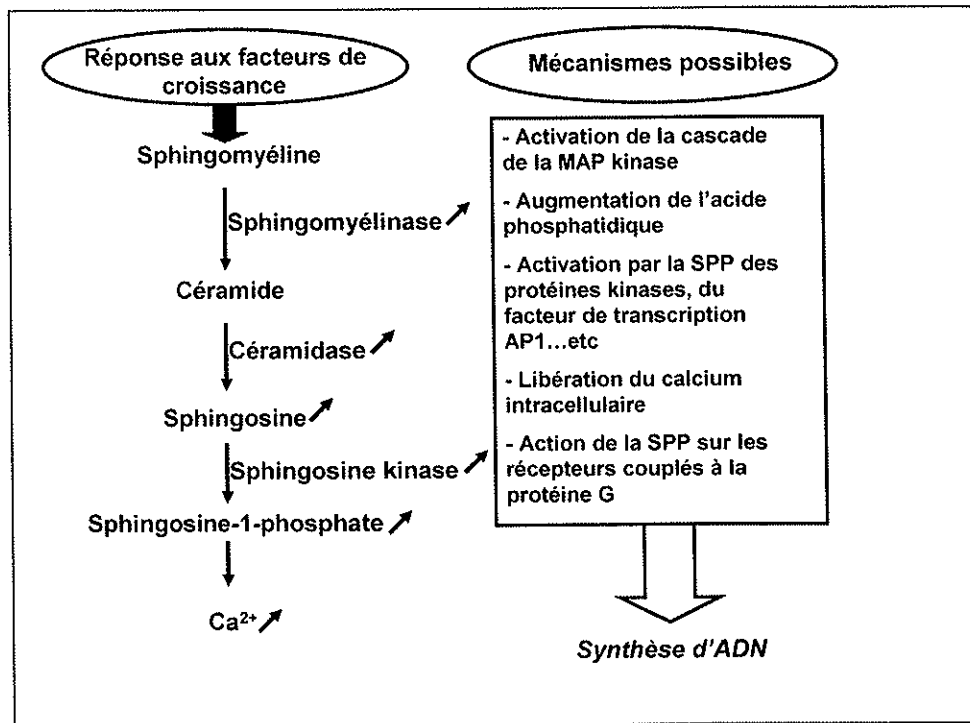 Réponse aux facteurs de
croissance
Sphingomyéline
Sphingomyélinase
Céramide
Céramidase
Sphingosine
Sphingosine kinase
Sphingosine-1-phosphate
Ca²⁺
Mécanismes possibles
- Activation de la cascade
de la MAP kinase
- Augmentation de l'acide
phosphatidique
- Activation par la SPP des
protéines kinases, du
facteur de transcription
AP1...etc
- Libération du calcium
intracellulaire
- Action de la SPP sur les
récepteurs couplés à la
protéine G
Synthèse d'ADN